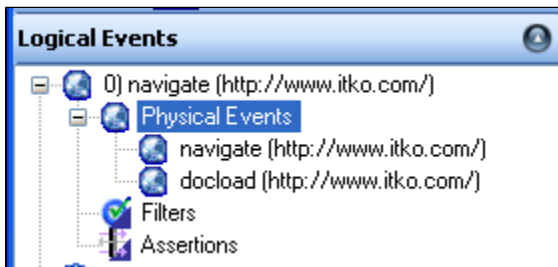 Logical Events
0) navigate (http://www.itko.com/)
Physical Events
navigate (http://www.itko.com/)
docload (http://www.itko.com/)
Filters
Assertions